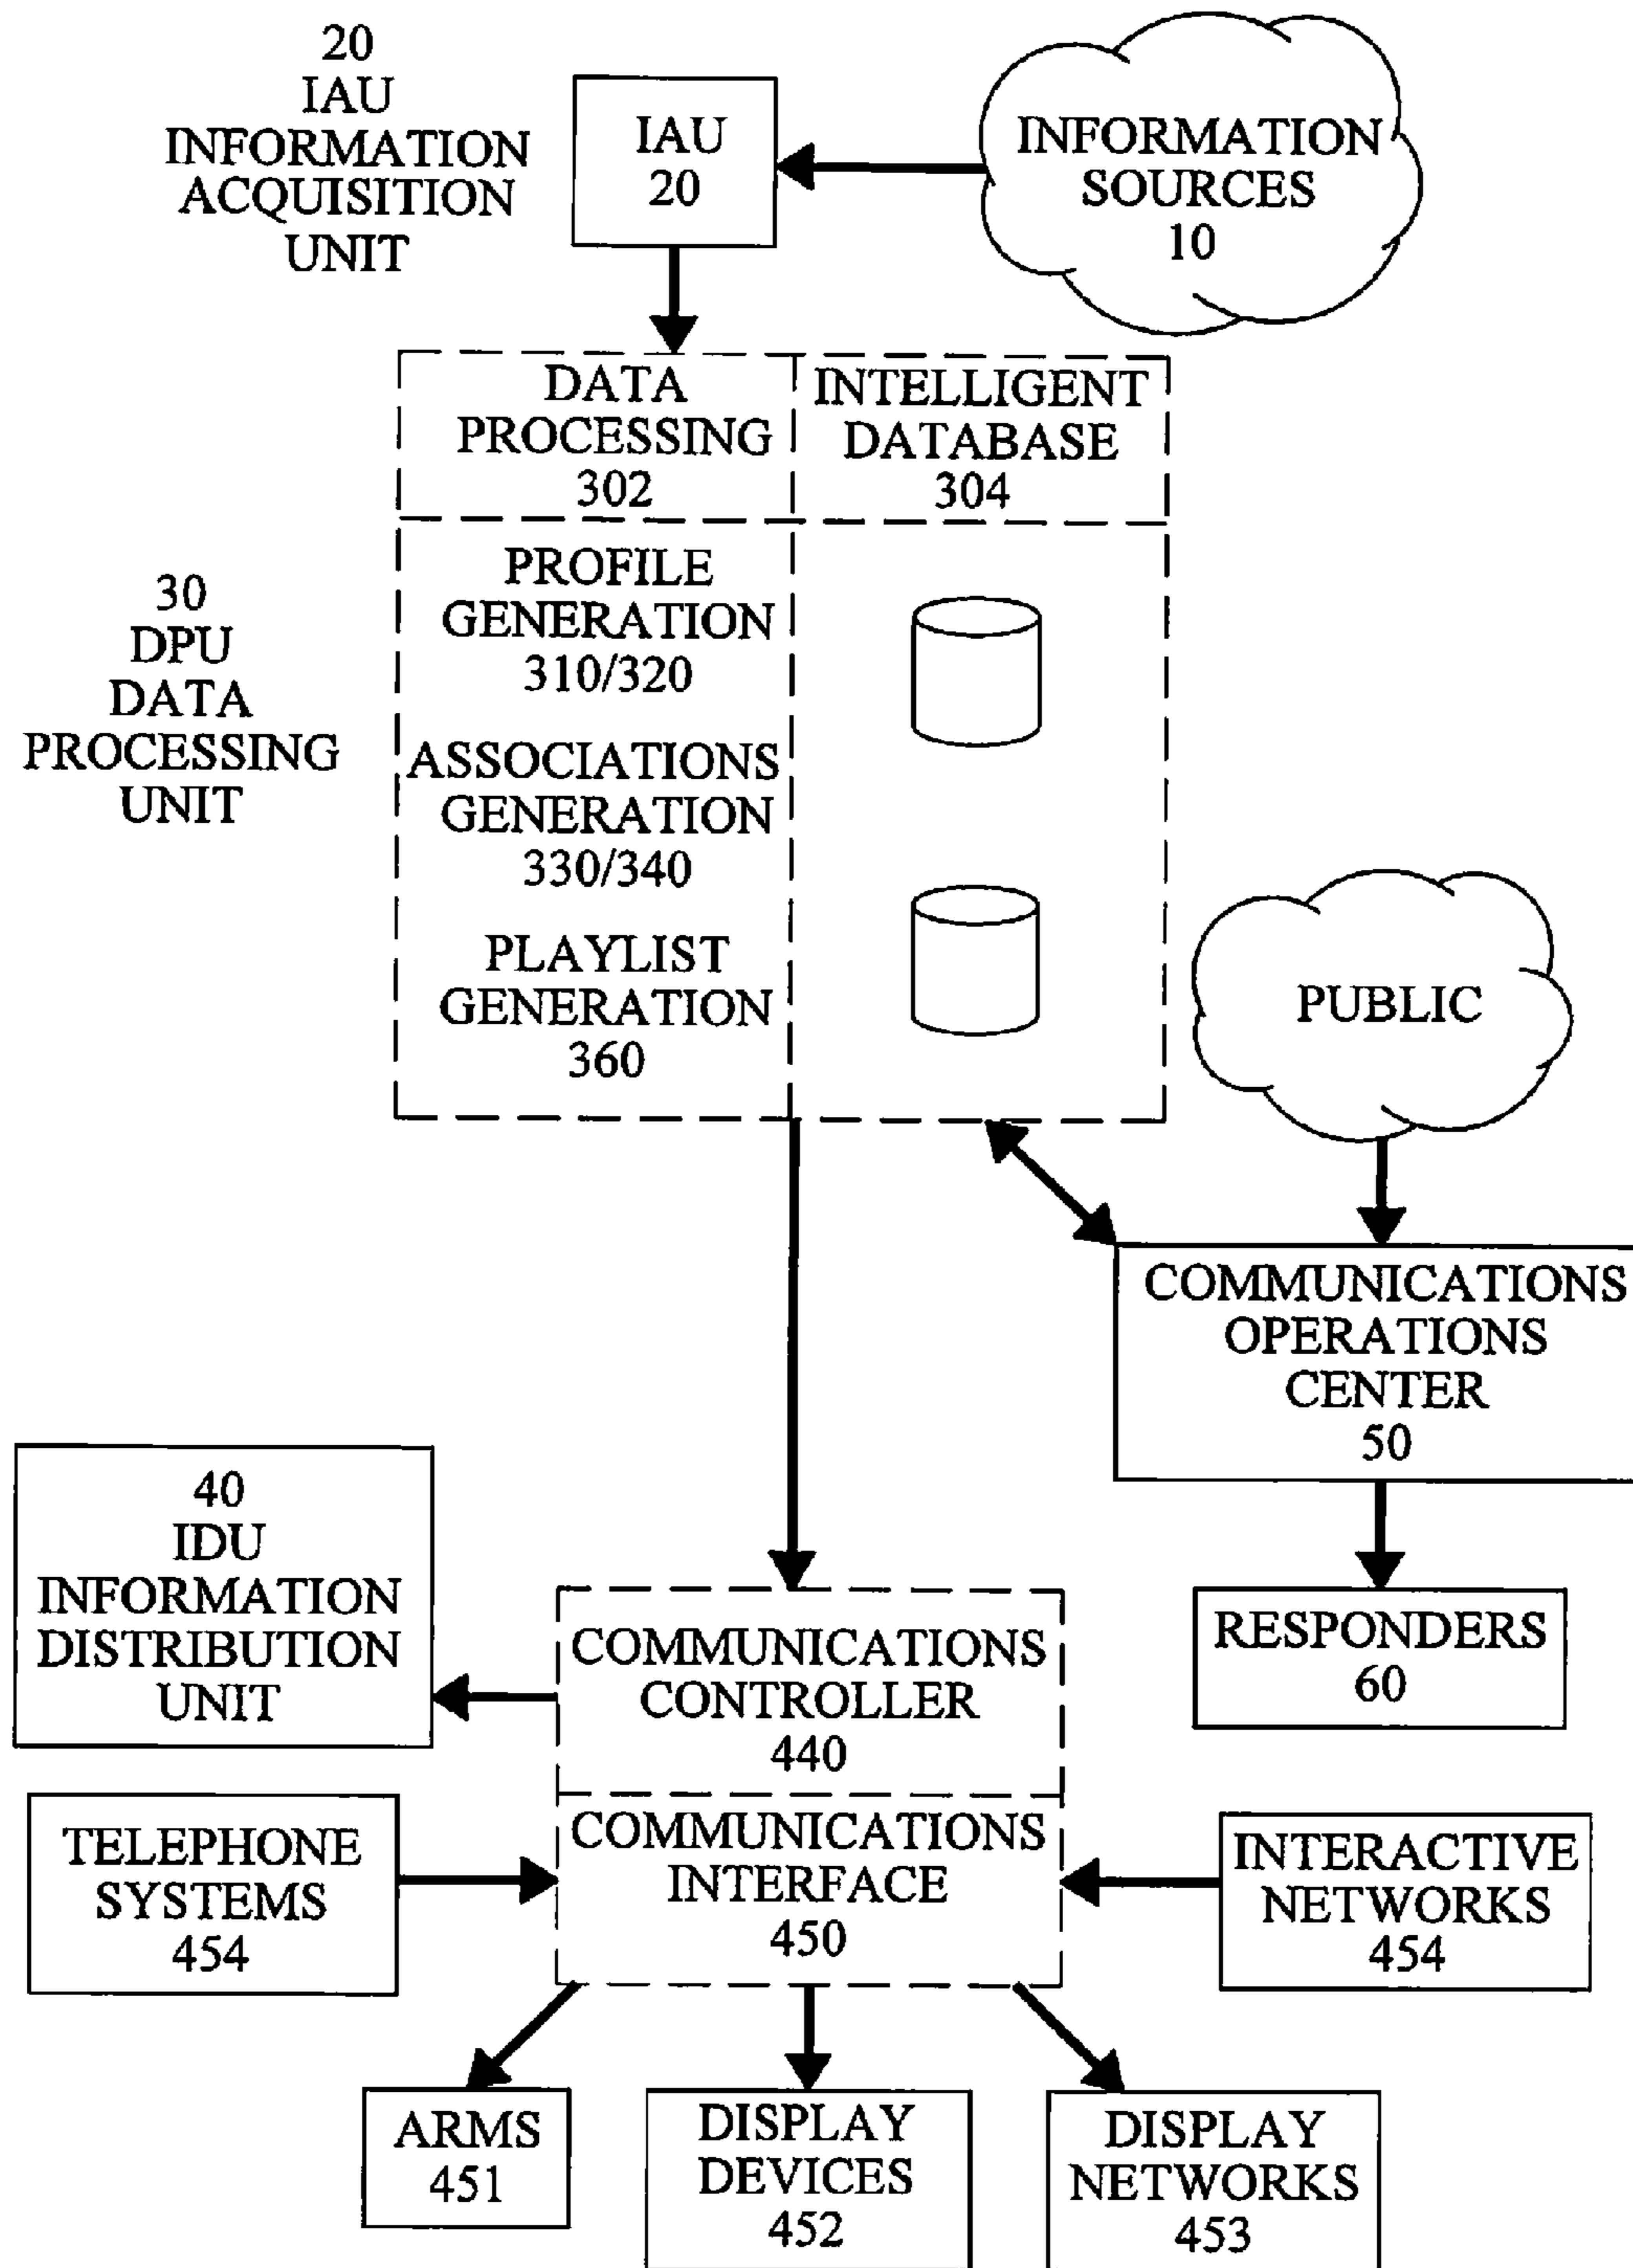 20
IAU
INFORMATION
ACQUISITION
UNIT
IAU
20
INFORMATION
SOURCES
10
DATA
PROCESSING
302
INTELLIGENT
DATABASE
304
30
DPU
DATA
PROCESSING
UNIT
PROFILE
GENERATION
310/320
ASSOCIATIONS
GENERATION
330/340
PLAYLIST
GENERATION
360
PUBLIC
COMMUNICATIONS
OPERATIONS
CENTER
50
40
IDU
INFORMATION
DISTRIBUTION
UNIT
COMMUNICATIONS
CONTROLLER
440
RESPONDERS
60
TELEPHONE
SYSTEMS
454
COMMUNICATIONS
INTERFACE
450
INTERACTIVE
NETWORKS
454
ARMS
451
DISPLAY
DEVICES
452
DISPLAY
NETWORKS
453